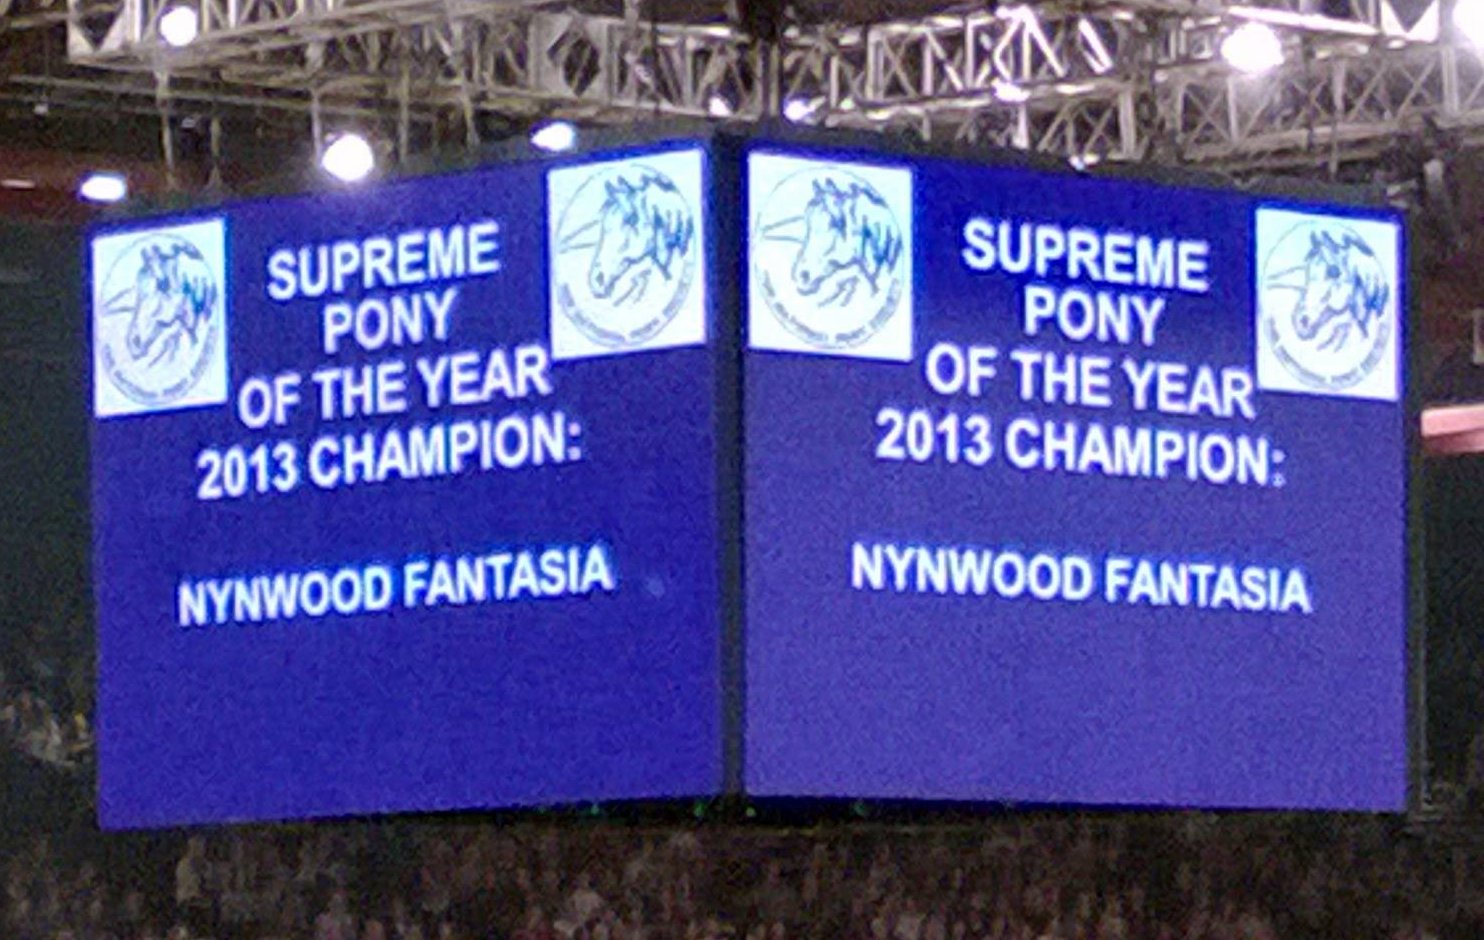 SUPREME
PONY
OF THE YEAR
2013 CHAMPION:
NYNWOOD FANTASIA
SUPREME
PONY
OF THE YEAR
2013 CHAMPION:
NYNWOOD FANTASIA